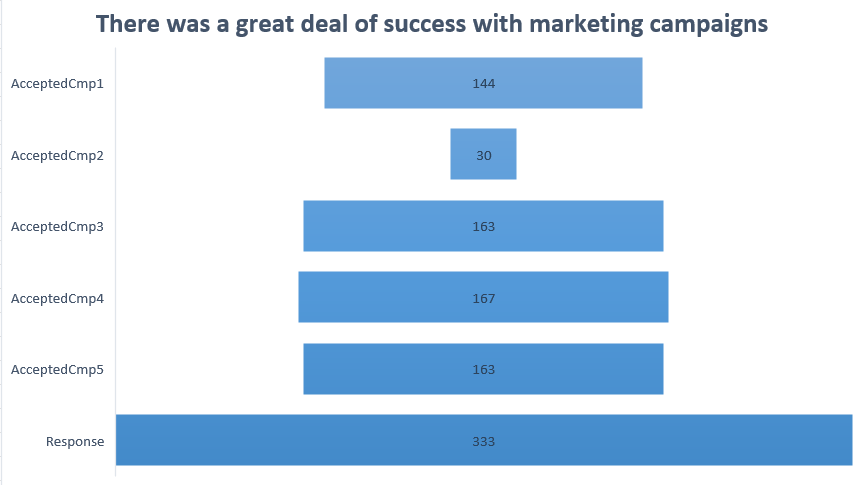 There was a great deal of success with marketing campaigns
AcceptedCmp1 144
AcceptedCmp2 30
AcceptedCmp3 163
AcceptedCmp4 167
AcceptedCmp5 163
Response 333